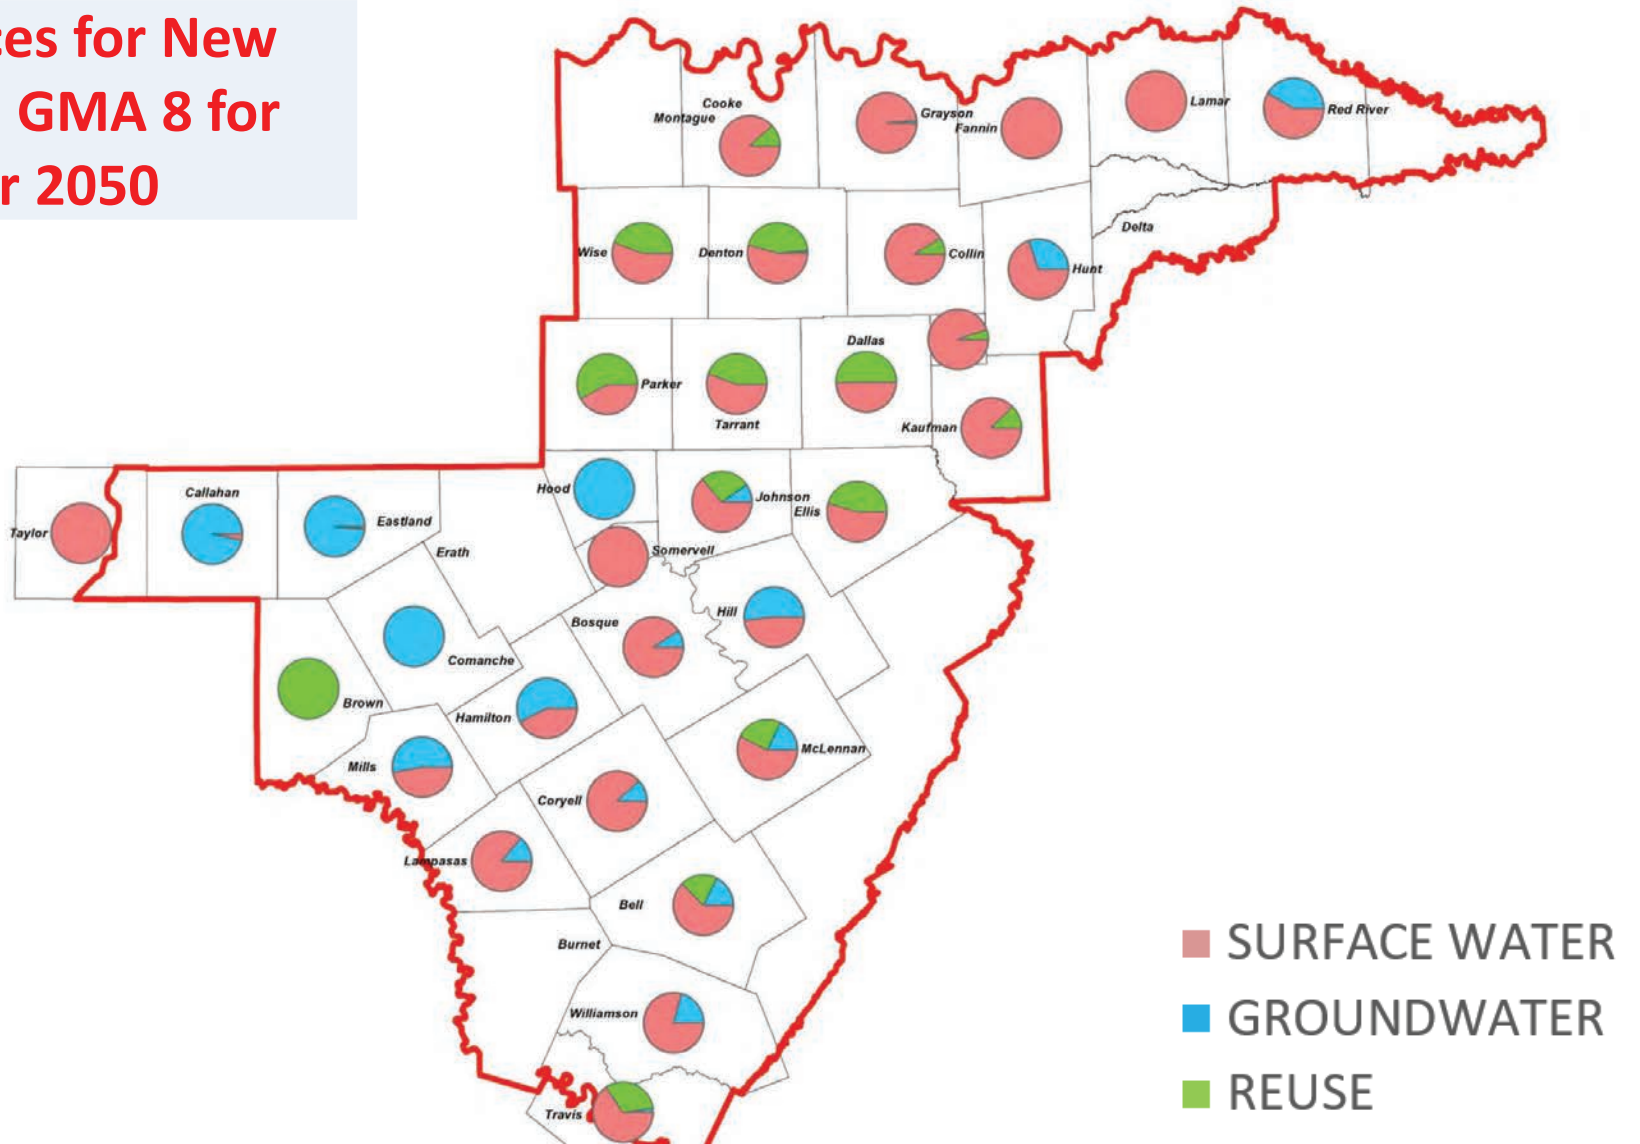 ces for New
GMA 8 for
r 2050
Cooke
Montague
Grayson
Fannin
Lamar
Red River
Delta
Wise
Denton
Collin
Hunt
Dallas
Parker
Tarrant
Kaufman
Hood
Johnson
Ellis
Callahan
Taylor
Eastland
Erath
Somervell
Bosque
Hill
Comanche
Brown
Hamilton
McLennan
Mills
Coryell
Lampasas
Bell
Burnet
Williamson
Travis
SURFACE WATER
GROUNDWATER
REUSE